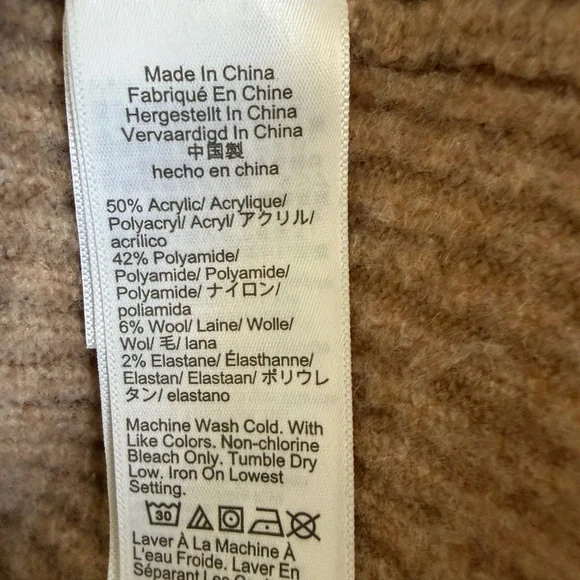 Made In China
Fabriqué En Chine
Hergestellt In China
Vervaardigd In China
中国製
hecho en china
50% Acrylic/ Acrylique/
Polyacryl/ Acryl/ アクリル/
acrilico
42% Polyamide/
Polyamide/ Polyamide/
Polyamide/ ナイロン/
poliamida
6% Wool/ Laine/ Wolle/
Wol/ 毛/ lana
2% Elastane/ Élasthanne/
Elastan/ Elastaan/ ポリウレ
タン/ elastano
Machine Wash Cold. With
Like Colors. Non-chlorine
Bleach Only. Tumble Dry
Low. Iron On Lowest
Setting.
30
Laver À La Machine À
L'eau Froide. Laver En
Séparant Les